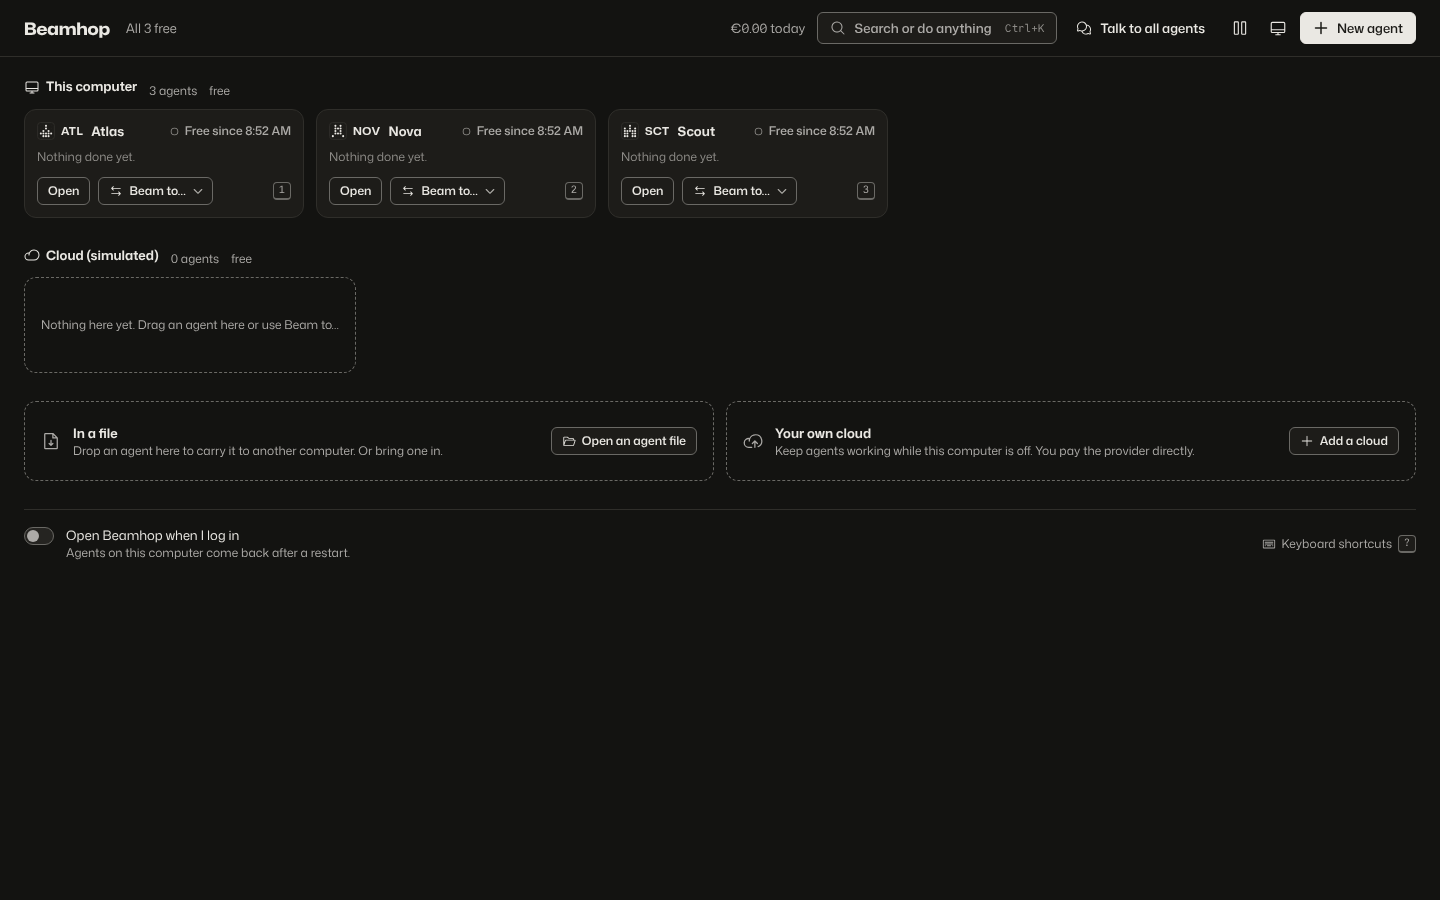 Beamhop All 3 free €0.00 today Search or do anything Ctrl+K Talk to all agents New agent
This computer 3 agents free
ATL Atlas Free since 8:52 AM
Nothing done yet.
Open Beam to... 1
NOV Nova Free since 8:52 AM
Nothing done yet.
Open Beam to... 2
SCT Scout Free since 8:52 AM
Nothing done yet.
Open Beam to... 3
Cloud (simulated) 0 agents free
Nothing here yet. Drag an agent here or use Beam to...
In a file
Drop an agent here to carry it to another computer. Or bring one in.
Open an agent file
Your own cloud
Keep agents working while this computer is off. You pay the provider directly.
Add a cloud
Open Beamhop when I log in
Agents on this computer come back after a restart.
Keyboard shortcuts ?